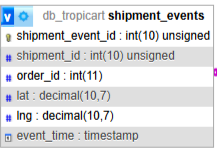 v db_tropicart shipment_events
shipment_event_id : int(10) unsigned
# shipment_id : int(10) unsigned
# order_id : int(11)
# lat : decimal(10,7)
# lng : decimal(10,7)
event_time : timestamp